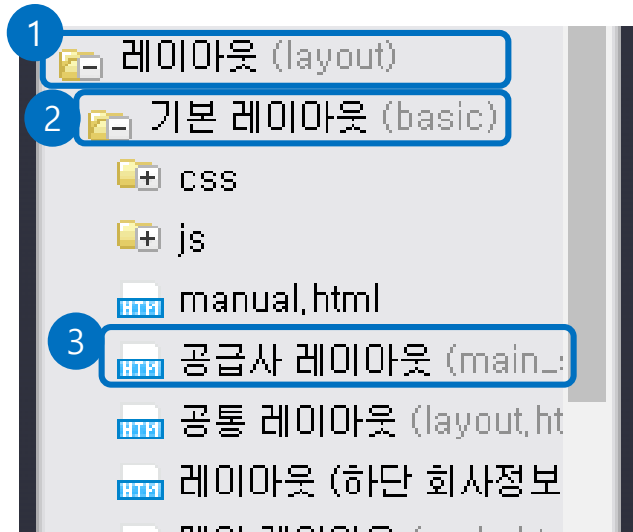 1
레이아웃 (layout)
2
기본 레이아웃 (basic)
css
js
manual.html
3
공급사 레이아웃 (main_
공통 레이아웃 (layout.ht
레이아웃 (하단 회사정보